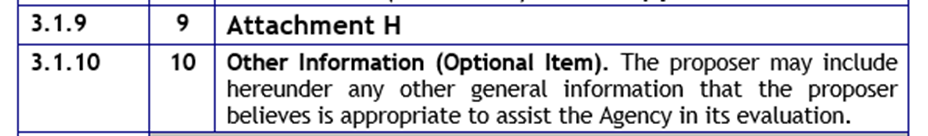 3.1.9 9 Attachment H
3.1.10 10 Other Information (Optional Item). The proposer may include
hereunder any other general information that the proposer
believes is appropriate to assist the Agency in its evaluation.